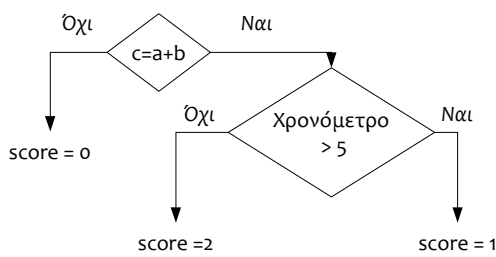 Όχι
Ναι
c=a+b
Όχι
Χρονόμετρο
> 5
Ναι
score = 0
score =2
score = 1